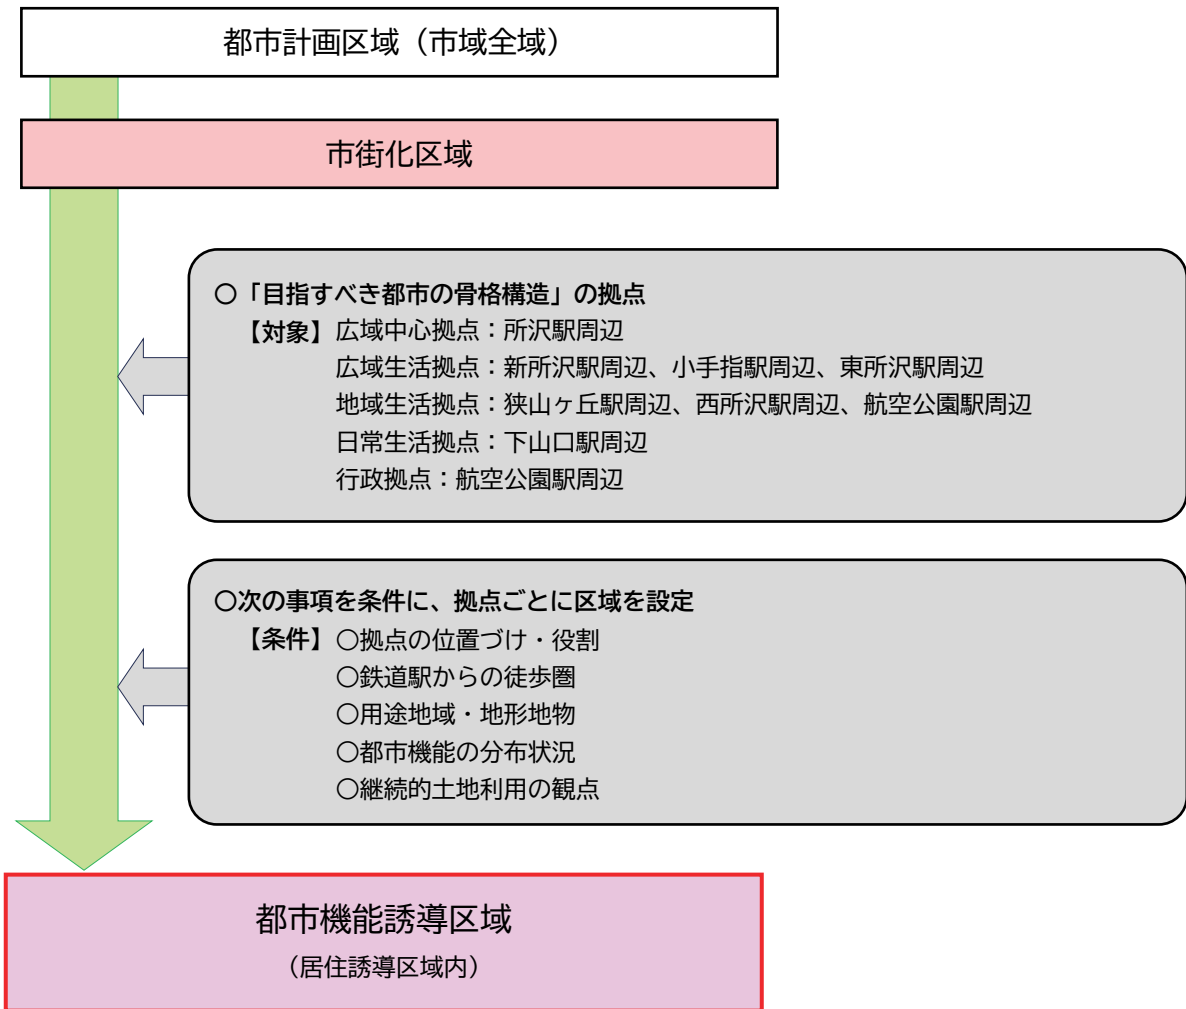 都市計画区域（市域全域）
市街化区域
○「目指すべき都市の骨格構造」の拠点
【対象】広域中心拠点：所沢駅周辺
広域生活拠点：新所沢駅周辺、小手指駅周辺、東所沢駅周辺
地域生活拠点：狭山ヶ丘駅周辺、西所沢駅周辺、航空公園駅周辺
日常生活拠点：下山口駅周辺
行政拠点：航空公園駅周辺
○次の事項を条件に、拠点ごとに区域を設定
【条件】○拠点の位置づけ・役割
○鉄道駅からの徒歩圏
○用途地域・地形地物
○都市機能の分布状況
○継続的土地利用の観点
都市機能誘導区域
（居住誘導区域内）